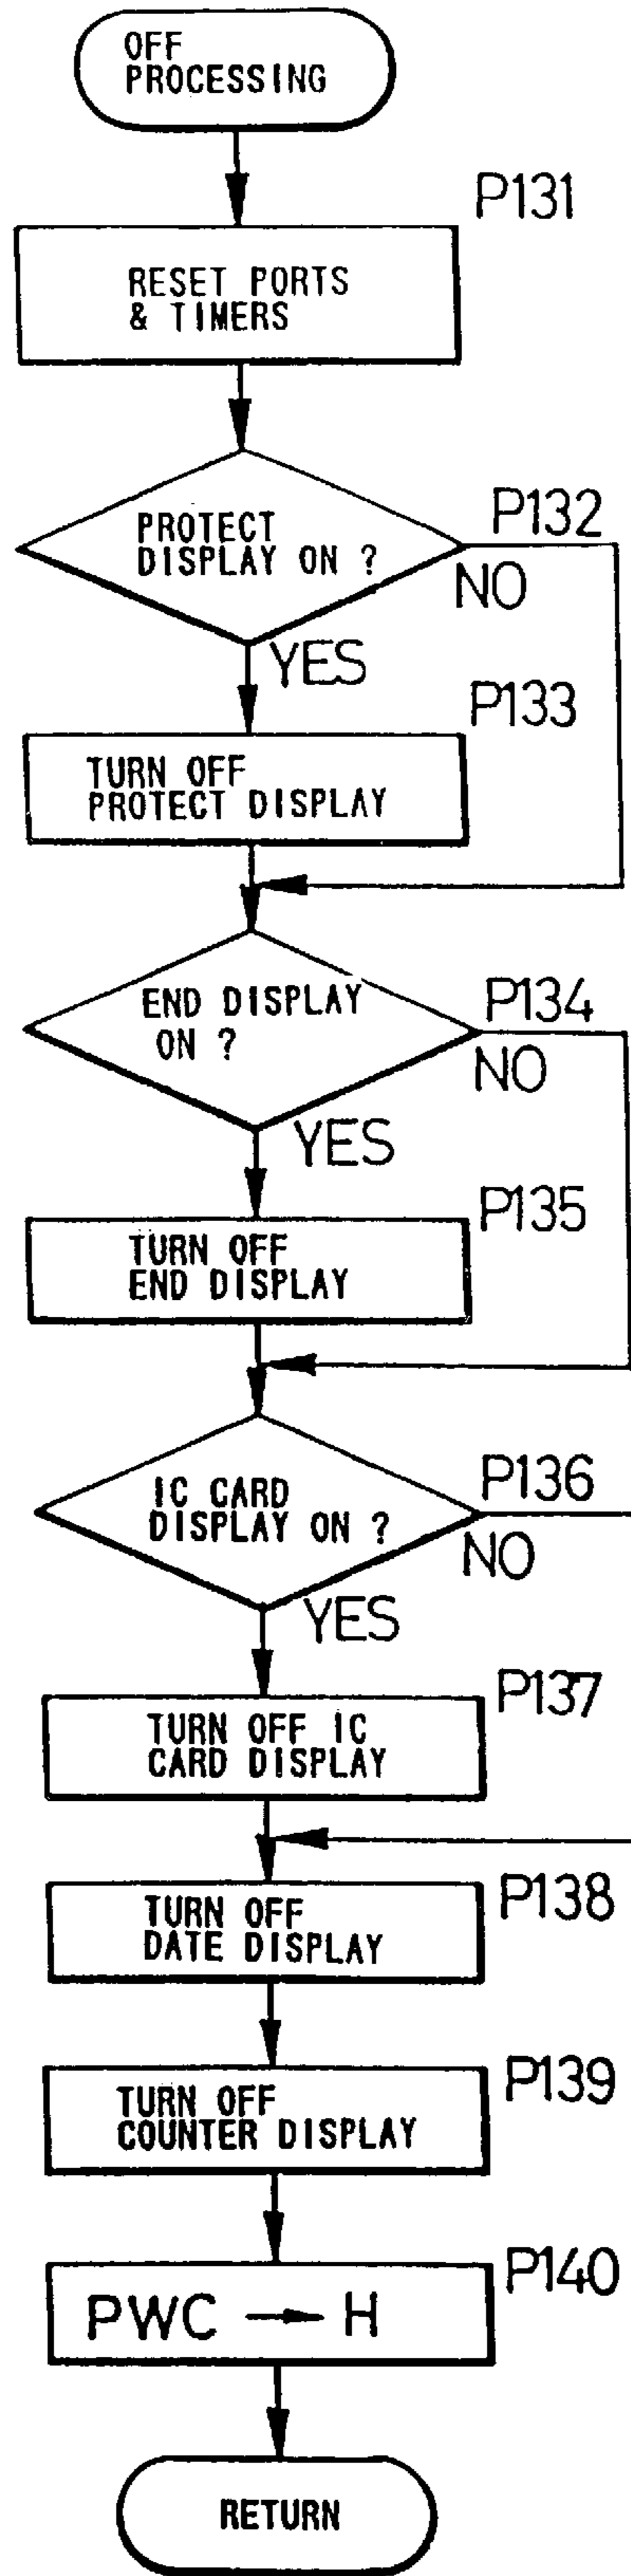 OFF
PROCESSING
P131
RESET PORTS
& TIMERS
P132
PROTECT
DISPLAY ON ?
NO
YES
P133
TURN OFF
PROTECT DISPLAY
P134
END DISPLAY
ON ?
NO
YES
P135
TURN OFF
END DISPLAY
P136
IC CARD
DISPLAY ON ?
NO
YES
P137
TURN OFF IC
CARD DISPLAY
P138
TURN OFF
DATE DISPLAY
P139
TURN OFF
COUNTER DISPLAY
P140
PWC → H
RETURN